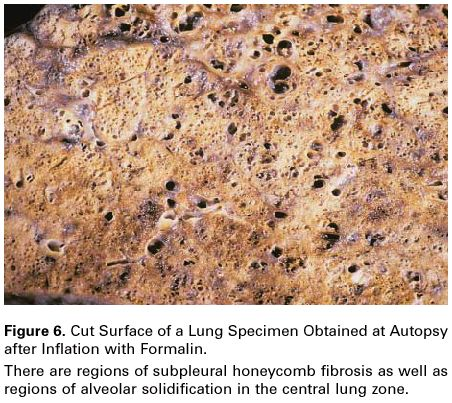 Figure 6. Cut Surface of a Lung Specimen Obtained at Autopsy
after Inflation with Formalin.
There are regions of subpleural honeycomb fibrosis as well as
regions of alveolar solidification in the central lung zone.